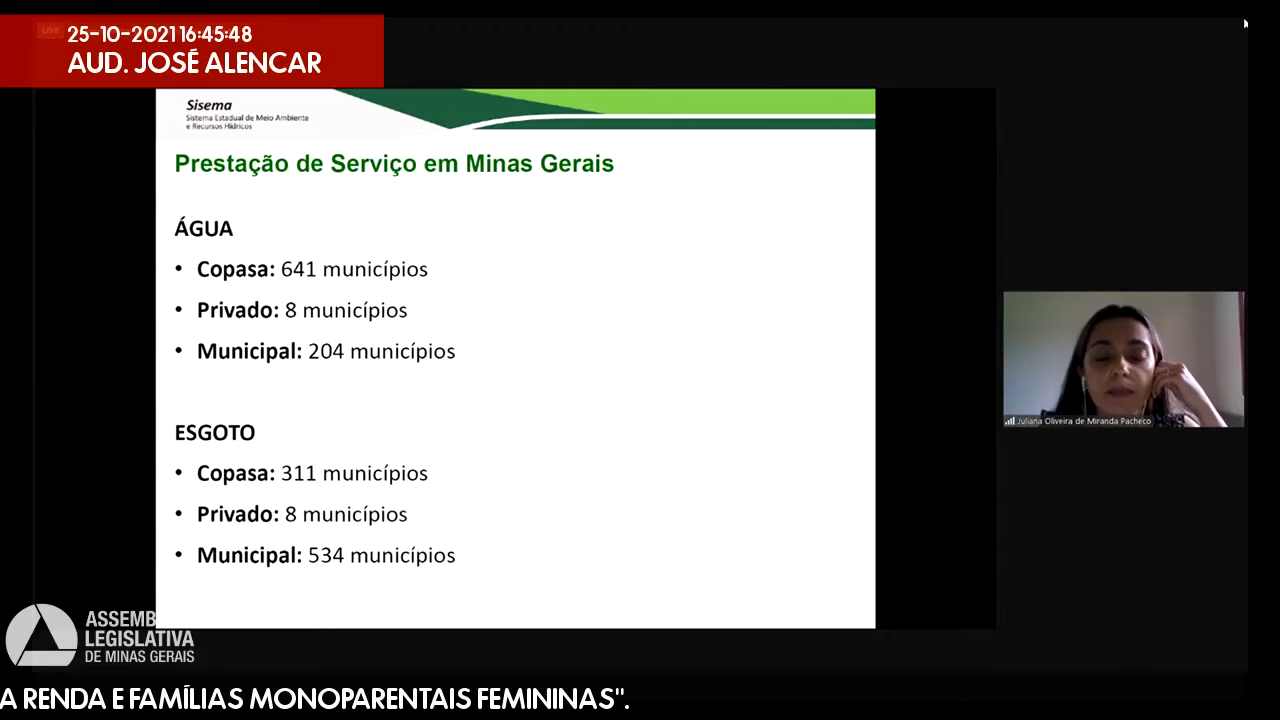 LIVE
25-10-2021 16:45:48
AUD. JOSÉ ALENCAR
Sisema
Sistema Estadual de Meio Ambiente
e Recursos Hídricos
Prestação de Serviço em Minas Gerais
ÁGUA
• Copasa: 641 municípios
• Privado: 8 municípios
• Municipal: 204 municípios
ESGOTO
• Copasa: 311 municípios
• Privado: 8 municípios
• Municipal: 534 municípios
Juliana Oliveira de Miranda Pacheco
ASSEMB
LEGISLATIVA
DE MINAS GERAIS
A RENDA E FAMÍLIAS MONOPARENTAIS FEMININAS".